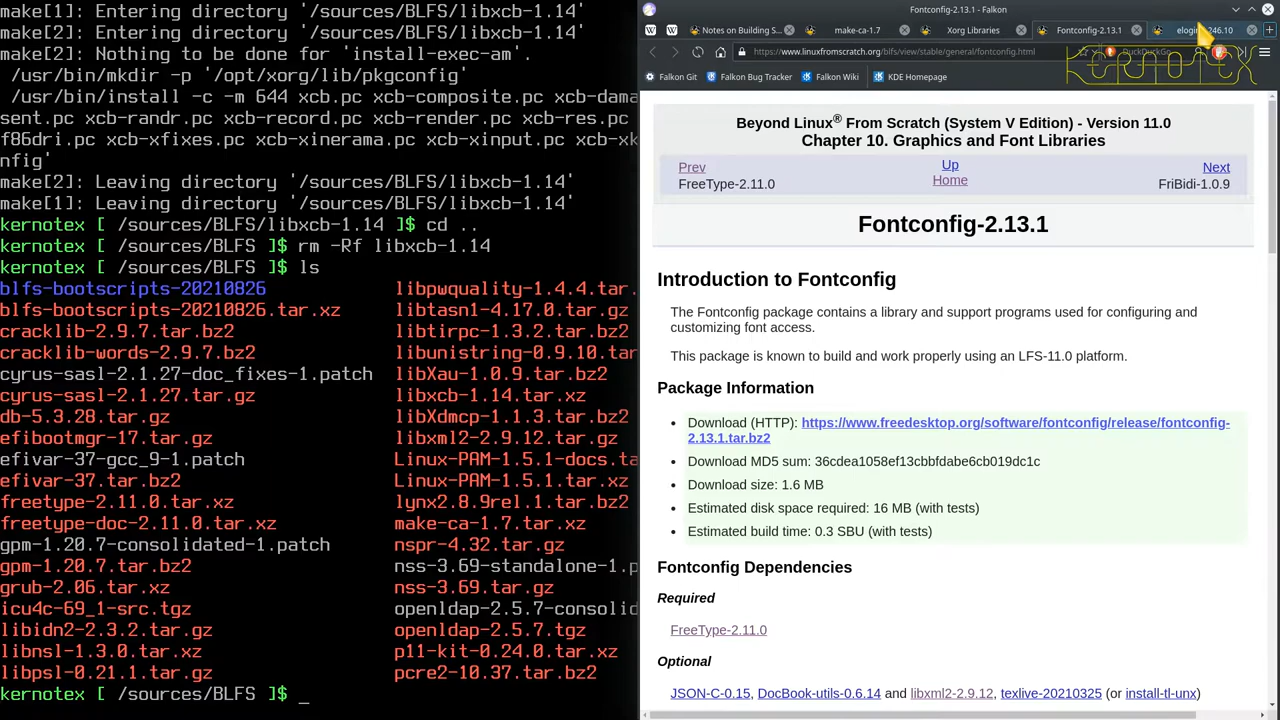 make[1]: Entering directory '/sources/BLFS/libxcb-1.14'
make[2]: Entering directory '/sources/BLFS/libxcb-1.14'
make[2]: Nothing to be done for 'install-exec-am'.
 /usr/bin/mkdir -p '/opt/xorg/lib/pkgconfig'
 /usr/bin/install -c -m 644 xcb.pc xcb-composite.pc xcb-dama
sent.pc xcb-randr.pc xcb-record.pc xcb-render.pc xcb-res.pc
f86dri.pc xcb-xfixes.pc xcb-xinerama.pc xcb-xinput.pc xcb-xk
nfig'
make[2]: Leaving directory '/sources/BLFS/libxcb-1.14'
make[1]: Leaving directory '/sources/BLFS/libxcb-1.14'
kernotex [ /sources/BLFS/libxcb-1.14 ]$ cd ..
kernotex [ /sources/BLFS ]$ rm -Rf libxcb-1.14
kernotex [ /sources/BLFS ]$ ls
blfs-bootscripts-20210826 libpwquality-1.4.4.tar.
blfs-bootscripts-20210826.tar.xz libtasn1-4.17.0.tar.gz
cracklib-2.9.7.tar.bz2 libtirpc-1.3.2.tar.bz2
cracklib-words-2.9.7.bz2 libunistring-0.9.10.tar
cyrus-sasl-2.1.27-doc_fixes-1.patch libXau-1.0.9.tar.bz2
cyrus-sasl-2.1.27.tar.gz libxcb-1.14.tar.xz
db-5.3.28.tar.gz libXdmcp-1.1.3.tar.bz2
efibootmgr-17.tar.gz libxml2-2.9.12.tar.gz
efivar-37-gcc_9-1.patch Linux-PAM-1.5.1-docs.ta
efivar-37.tar.bz2 Linux-PAM-1.5.1.tar.xz
freetype-2.11.0.tar.xz lynx2.8.9rel.1.tar.bz2
freetype-doc-2.11.0.tar.xz make-ca-1.7.tar.xz
gpm-1.20.7-consolidated-1.patch nspr-4.32.tar.gz
gpm-1.20.7.tar.bz2 nss-3.69-standalone-1.p
grub-2.06.tar.xz nss-3.69.tar.gz
icu4c-69_1-src.tgz openldap-2.5.7-consolid
libidn2-2.3.2.tar.gz openldap-2.5.7.tgz
libnsl-1.3.0.tar.xz p11-kit-0.24.0.tar.xz
libpsl-0.21.1.tar.gz pcre2-10.37.tar.bz2
kernotex [ /sources/BLFS ]$ _
Fontconfig-2.13.1 - Falkon
Notes on Building S... make-ca-1.7 Xorg Libraries Fontconfig-2.13.1 246.10
https://www.linuxfromscratch.org/blfs/view/stable/general/fontconfig.html DuckDuckGo
kernotex
Falkon Git Falkon Bug Tracker Falkon Wiki KDE Homepage
Beyond Linux® From Scratch (System V Edition) - Version 11.0
Chapter 10. Graphics and Font Libraries
Prev Up Next
FreeType-2.11.0 Home FriBidi-1.0.9
Fontconfig-2.13.1
Introduction to Fontconfig
The Fontconfig package contains a library and support programs used for configuring and
customizing font access.
This package is known to build and work properly using an LFS-11.0 platform.
Package Information
• Download (HTTP): https://www.freedesktop.org/software/fontconfig/release/fontconfig-
2.13.1.tar.bz2
• Download MD5 sum: 36cdea1058ef13cbbfdabe6cb019dc1c
• Download size: 1.6 MB
• Estimated disk space required: 16 MB (with tests)
• Estimated build time: 0.3 SBU (with tests)
Fontconfig Dependencies
Required
FreeType-2.11.0
Optional
JSON-C-0.15, DocBook-utils-0.6.14 and libxml2-2.9.12, texlive-20210325 (or install-tl-unx)